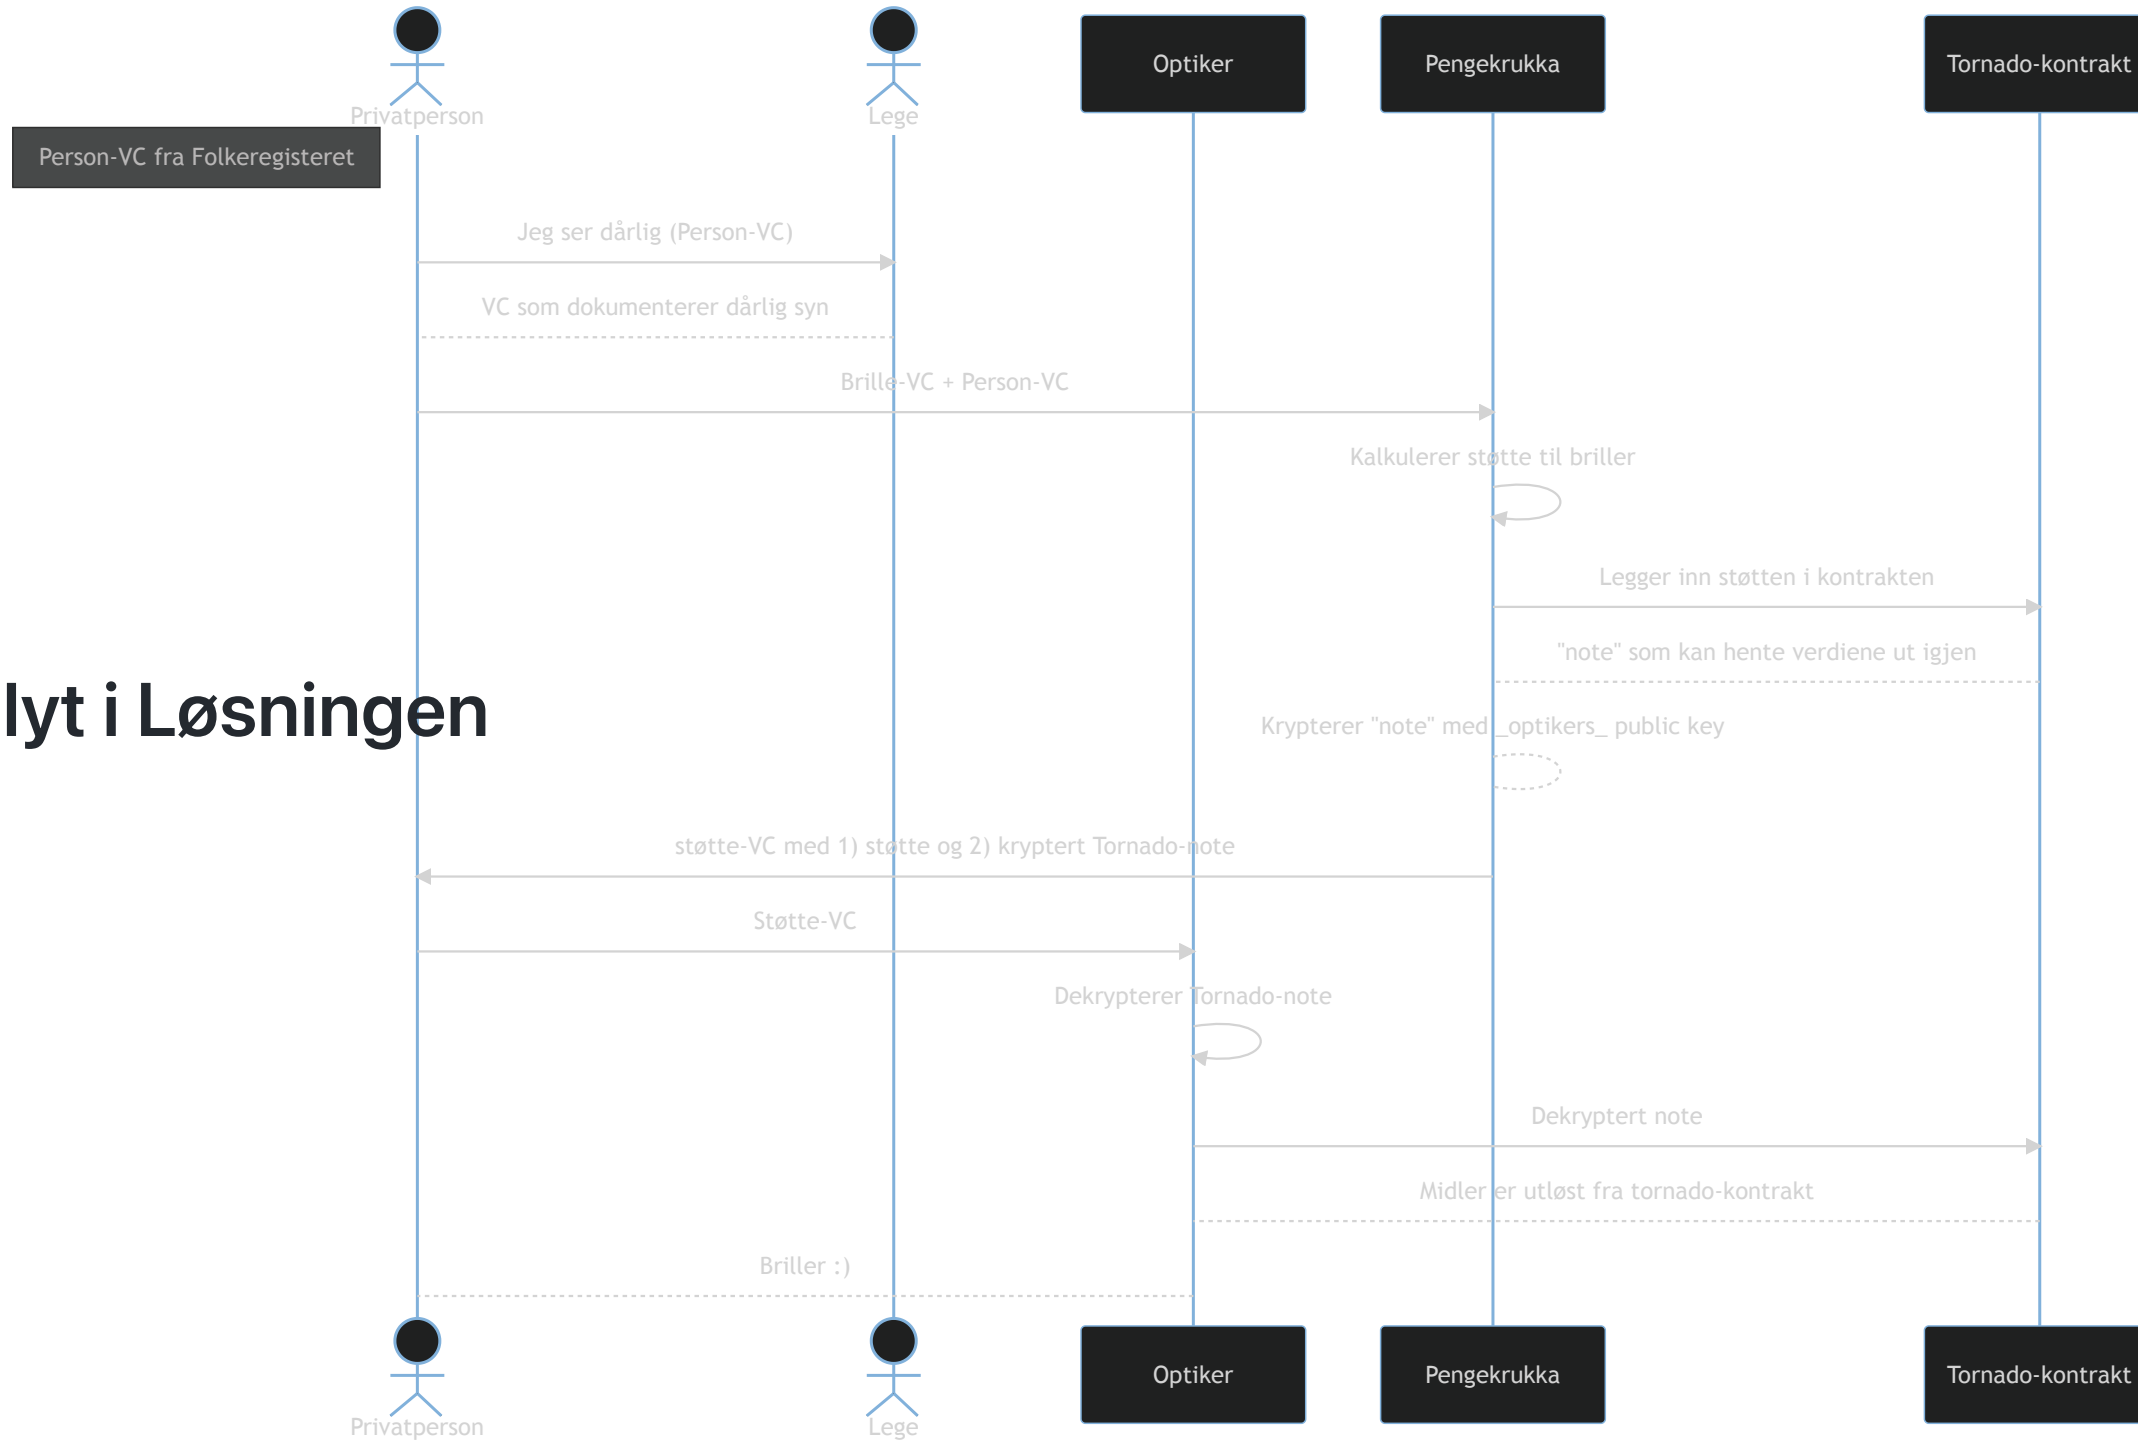 Optiker
Pengekrukka
Tornado-kontrakt
Privatperson
Lege
Person-VC fra Folkeregisteret
Jeg ser dårlig (Person-VC)
VC som dokumenterer dårlig syn
Brille-VC + Person-VC
Kalkulerer støtte til briller
Legger inn støtten i kontrakten
"note" som kan hente verdiene ut igjen
lyt i Løsningen
Krypterer "note" med _optikers_ public key
støtte-VC med 1) støtte og 2) kryptert Tornado-note
Støtte-VC
Dekrypterer Tornado-note
Dekryptert note
Midler er utløst fra tornado-kontrakt
Briller :)
Optiker
Pengekrukka
Tornado-kontrakt
Privatperson
Lege